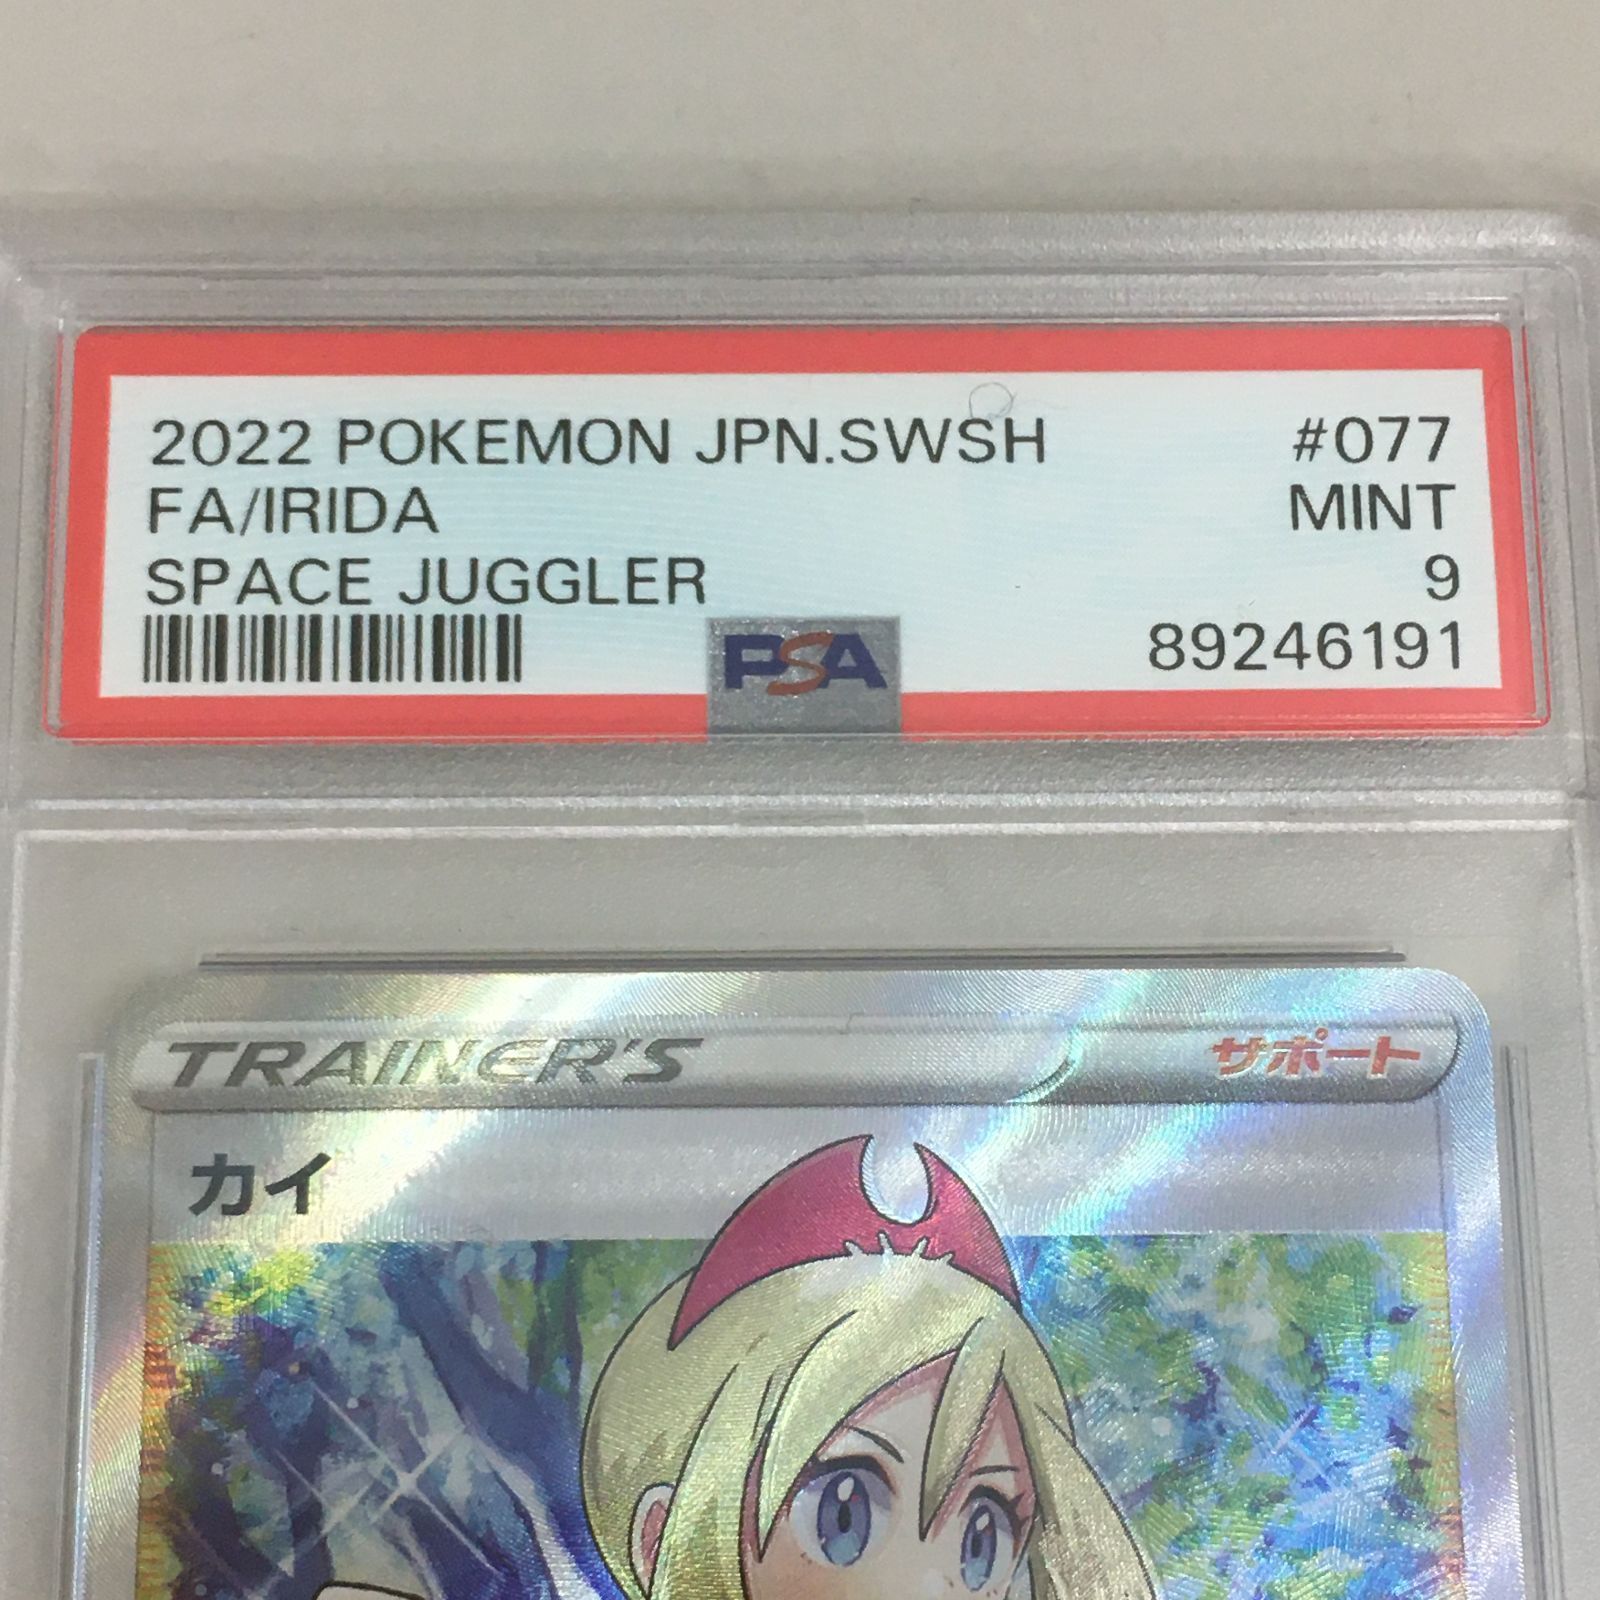 2022 POKEMON JPN.SWSH #077
FA/IRIDA MINT
SPACE JUGGLER 9
PSA 89246191
TRAINER'S サポート
カイ